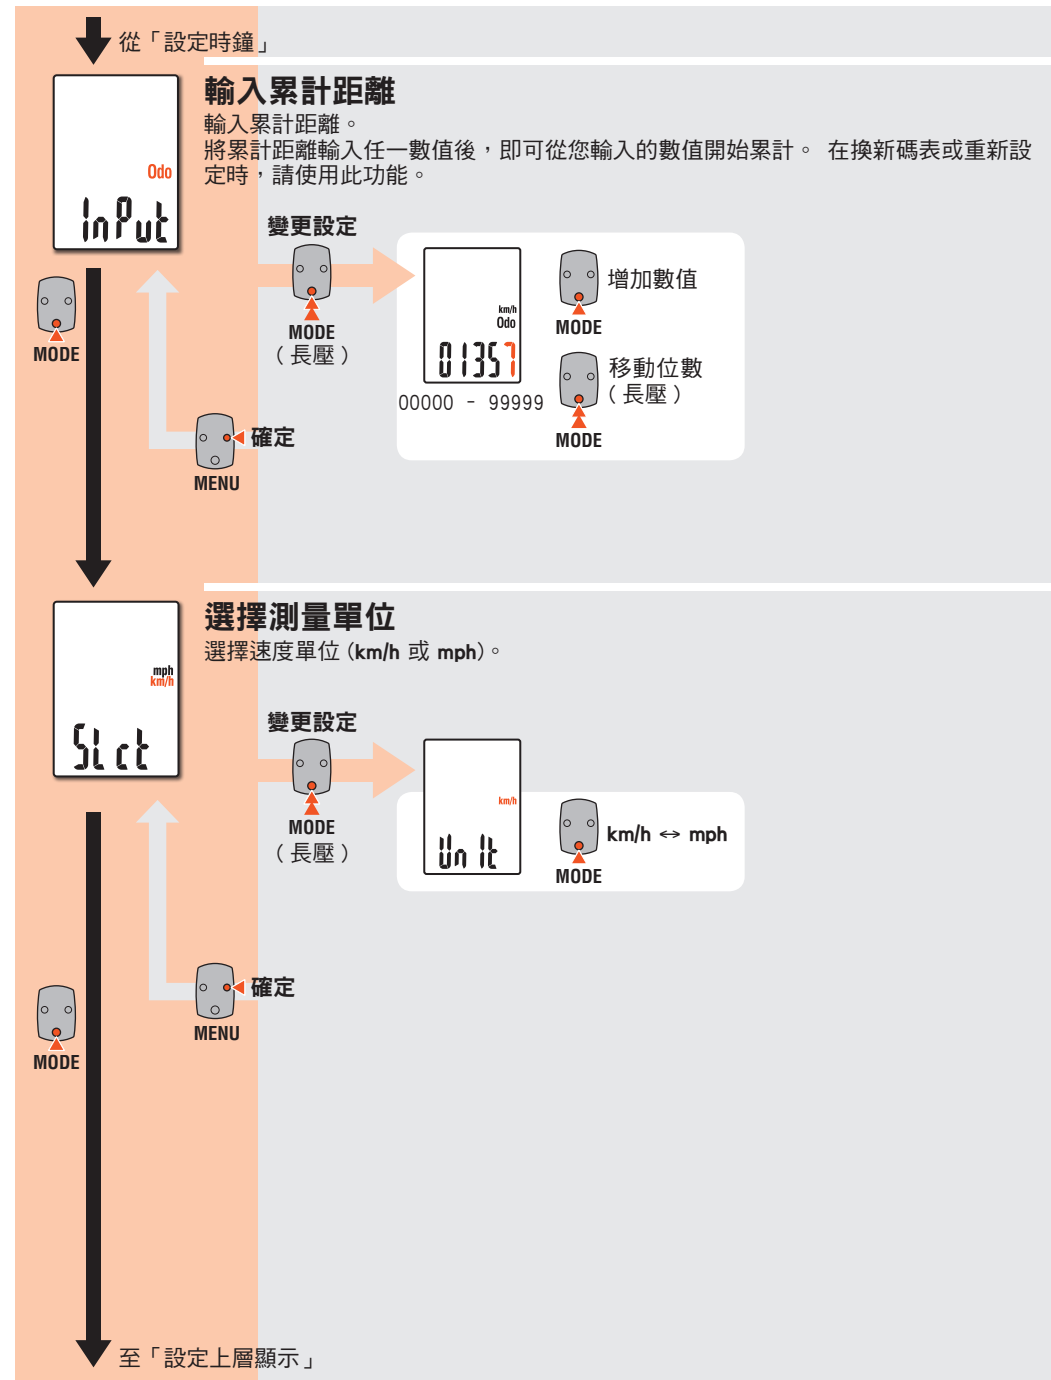 從「設定時鐘」
輸入累計距離
輸入累計距離。
將累計距離輸入任一數值後，即可從您輸入的數值開始累計。 在換新碼表或重新設
定時，請使用此功能。
Odo
InPut
變更設定
MODE
（長壓）
km/h
Odo
01357
00000 - 99999
增加數值
MODE
移動位數
（長壓）
MODE
MODE
確定
MENU
選擇測量單位
選擇速度單位 (km/h 或 mph)。
mph
km/h
SLct
變更設定
MODE
（長壓）
km/h
UnIt
km/h ↔ mph
MODE
確定
MENU
MODE
至「設定上層顯示」